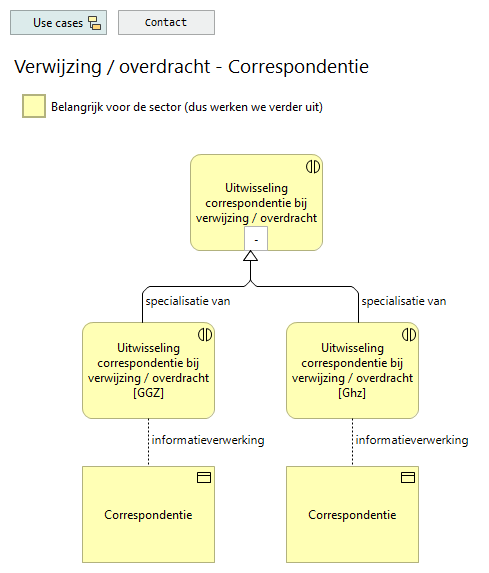 Use cases
Contact
Verwijzing / overdracht - Correspondentie
Belangrijk voor de sector (dus werken we verder uit)
Uitwisseling
correspondentie bij
verwijzing / overdracht
-
specialisatie van
specialisatie van
Uitwisseling
correspondentie bij
verwijzing / overdracht
[GGZ]
Uitwisseling
correspondentie bij
verwijzing / overdracht
[Ghz]
informatieverwerking
informatieverwerking
Correspondentie
Correspondentie